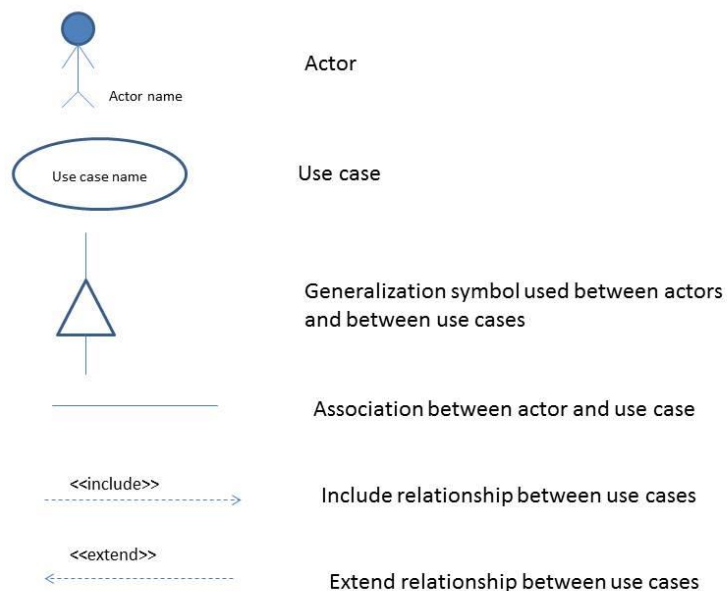 Actor
Actor name
Use case name
Use case
Generalization symbol used between actors
and between use cases
Association between actor and use case
<<include>>
Include relationship between use cases
<<extend>>
Extend relationship between use cases